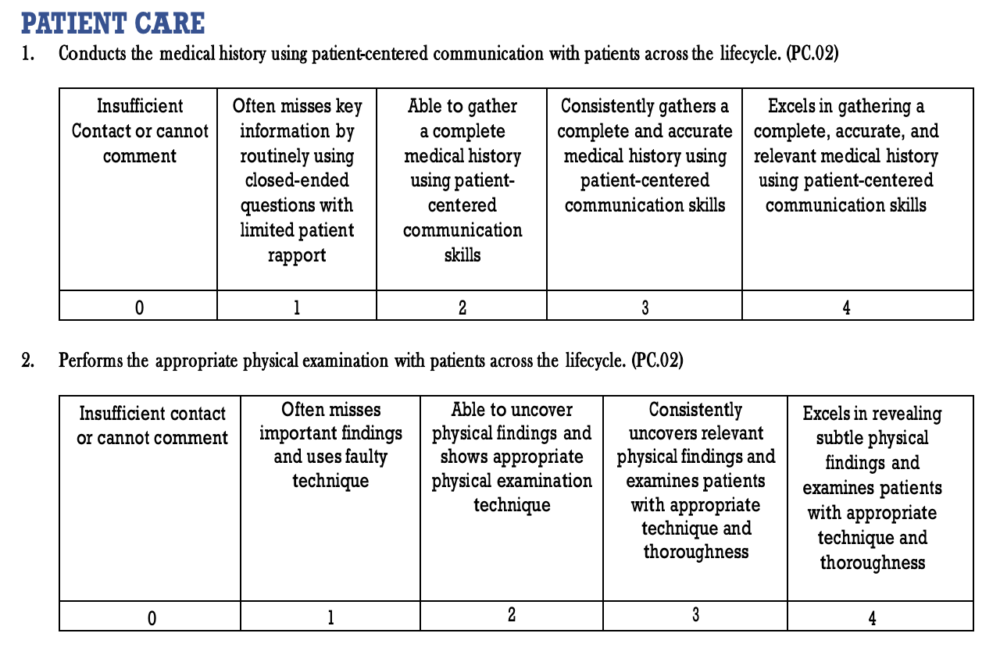 PATIENT CARE
1. Conducts the medical history using patient-centered communication with patients across the lifecycle. (PC.02)
Insufficient
Contact or cannot
comment
Often misses key
information by
routinely using
closed-ended
questions with
limited patient
rapport
Able to gather
a complete
medical history
using patient-
centered
communication
skills
Consistently gathers a
complete and accurate
medical history using
patient-centered
communication skills
Excels in gathering a
complete, accurate, and
relevant medical history
using patient-centered
communication skills
0
1
2
3
4
2. Performs the appropriate physical examination with patients across the lifecycle. (PC.02)
Insufficient contact
or cannot comment
Often misses
important findings
and uses faulty
technique
Able to uncover
physical findings and
shows appropriate
physical examination
technique
Consistently
uncovers relevant
physical findings and
examines patients
with appropriate
technique and
thoroughness
Excels in revealing
subtle physical
findings and
examines patients
with appropriate
technique and
thoroughness
0
1
2
3
4